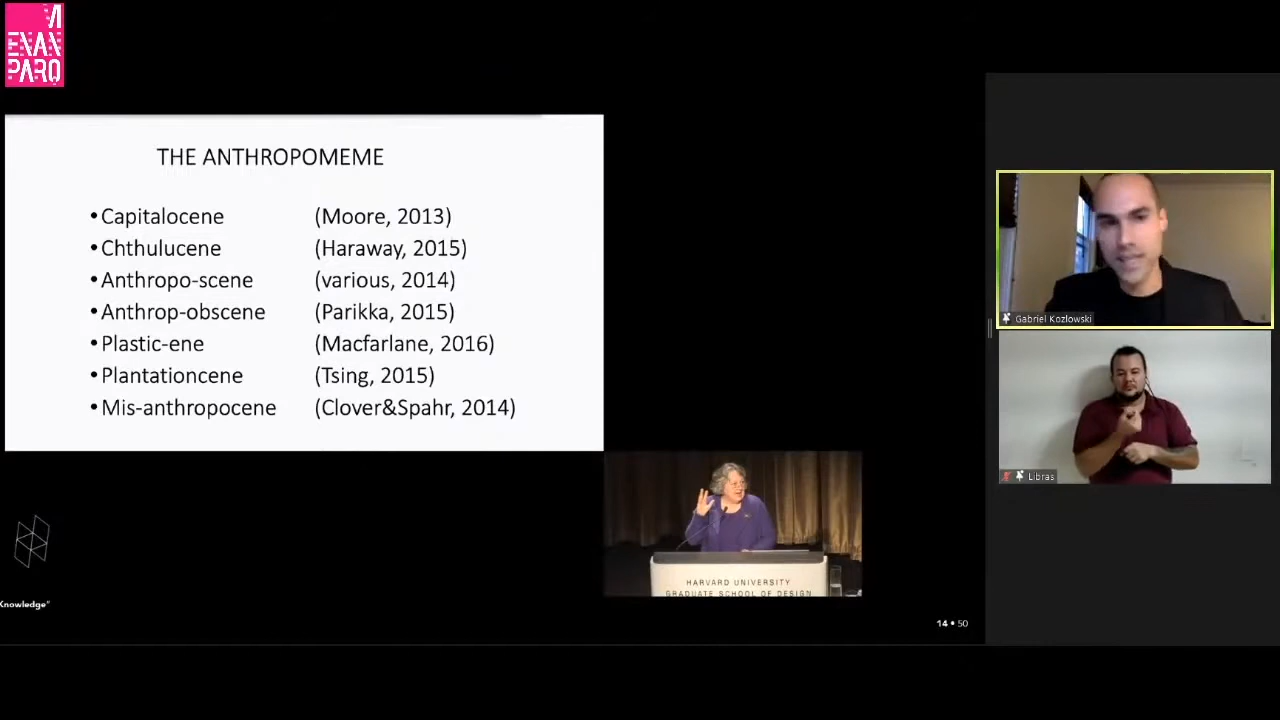 VI
ENAN
PARQ
THE ANTHROPOMEME
•Capitalocene (Moore, 2013)
•Chthulucene (Haraway, 2015)
•Anthropo-scene (various, 2014)
•Anthrop-obscene (Parikka, 2015)
•Plastic-ene (Macfarlane, 2016)
•Plantationcene (Tsing, 2015)
•Mis-anthropocene (Clover&Spahr, 2014)
Gabriel Kozlowski
Libras
HARVARD UNIVERSITY
GRADUATE SCHOOL OF DESIGN
Knowledge"
14 • 50